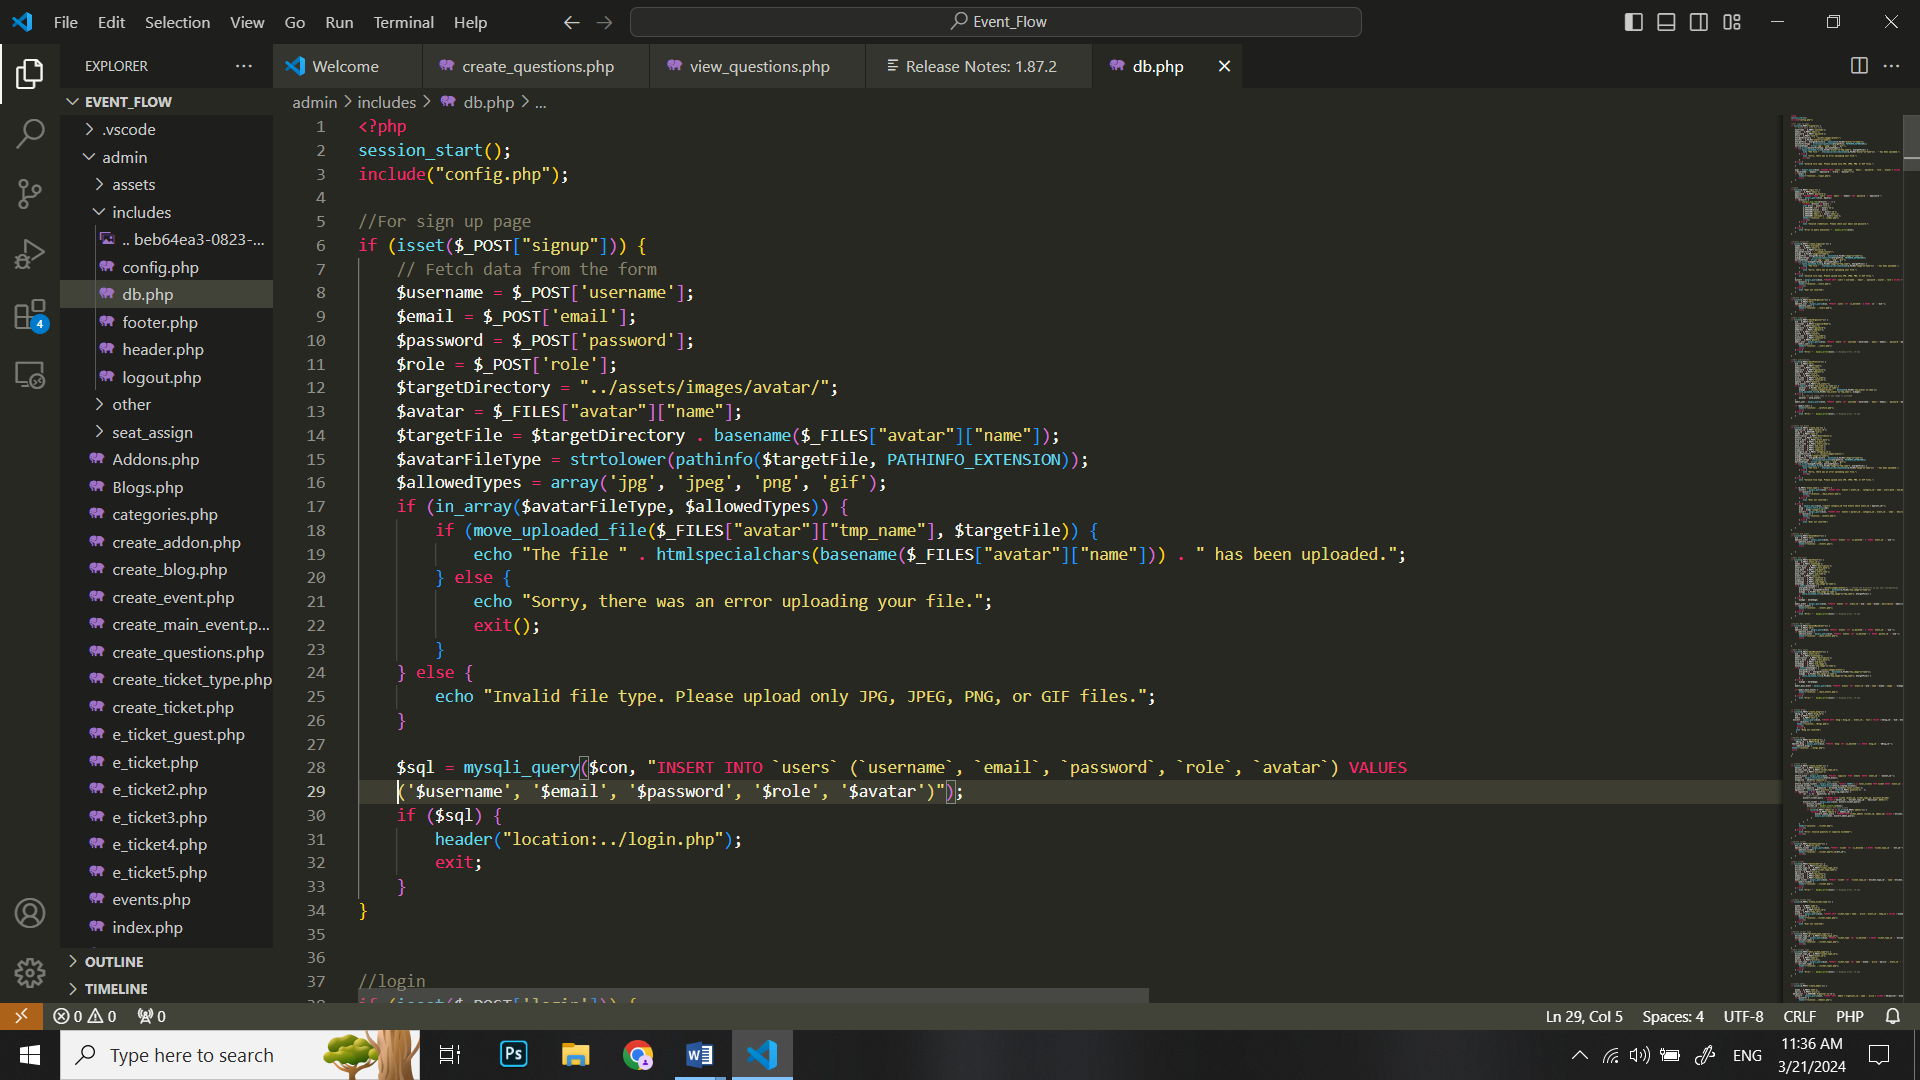 File Edit Selection View Go Run Terminal Help
Event_Flow
EXPLORER
Welcome
create_questions.php
view_questions.php
Release Notes: 1.87.2
db.php
EVENT_FLOW
.vscode
admin
assets
includes
.. beb64ea3-0823-...
config.php
db.php
footer.php
header.php
logout.php
other
seat_assign
Addons.php
Blogs.php
categories.php
create_addon.php
create_blog.php
create_event.php
create_main_event.p...
create_questions.php
create_ticket_type.php
create_ticket.php
e_ticket_guest.php
e_ticket.php
e_ticket2.php
e_ticket3.php
e_ticket4.php
e_ticket5.php
events.php
index.php
OUTLINE
TIMELINE
4
admin > includes > db.php > ...
1 <?php
2 session_start();
3 include("config.php");
4
5 //For sign up page
6 if (isset($_POST["signup"])) {
7 // Fetch data from the form
8 $username = $_POST['username'];
9 $email = $_POST['email'];
10 $password = $_POST['password'];
11 $role = $_POST['role'];
12 $targetDirectory = "../assets/images/avatar/";
13 $avatar = $_FILES["avatar"]["name"];
14 $targetFile = $targetDirectory . basename($_FILES["avatar"]["name"]);
15 $avatarFileType = strtolower(pathinfo($targetFile, PATHINFO_EXTENSION));
16 $allowedTypes = array('jpg', 'jpeg', 'png', 'gif');
17 if (in_array($avatarFileType, $allowedTypes)) {
18 if (move_uploaded_file($_FILES["avatar"]["tmp_name"], $targetFile)) {
19 echo "The file " . htmlspecialchars(basename($_FILES["avatar"]["name"])) . " has been uploaded.";
20 } else {
21 echo "Sorry, there was an error uploading your file.";
22 exit();
23 }
24 } else {
25 echo "Invalid file type. Please upload only JPG, JPEG, PNG, or GIF files.";
26 }
27
28 $sql = mysqli_query($con, "INSERT INTO `users` (`username`, `email`, `password`, `role`, `avatar`) VALUES
29 ('$username', '$email', '$password', '$role', '$avatar')");
30 if ($sql) {
31 header("location:../login.php");
32 exit;
33 }
34 }
35
36
37 //login
38 if (isset($_POST['login'])) {
0 0 0
Ln 29, Col 5 Spaces: 4 UTF-8 CRLF PHP
Type here to search
Ps
ENG
11:36 AM
3/21/2024